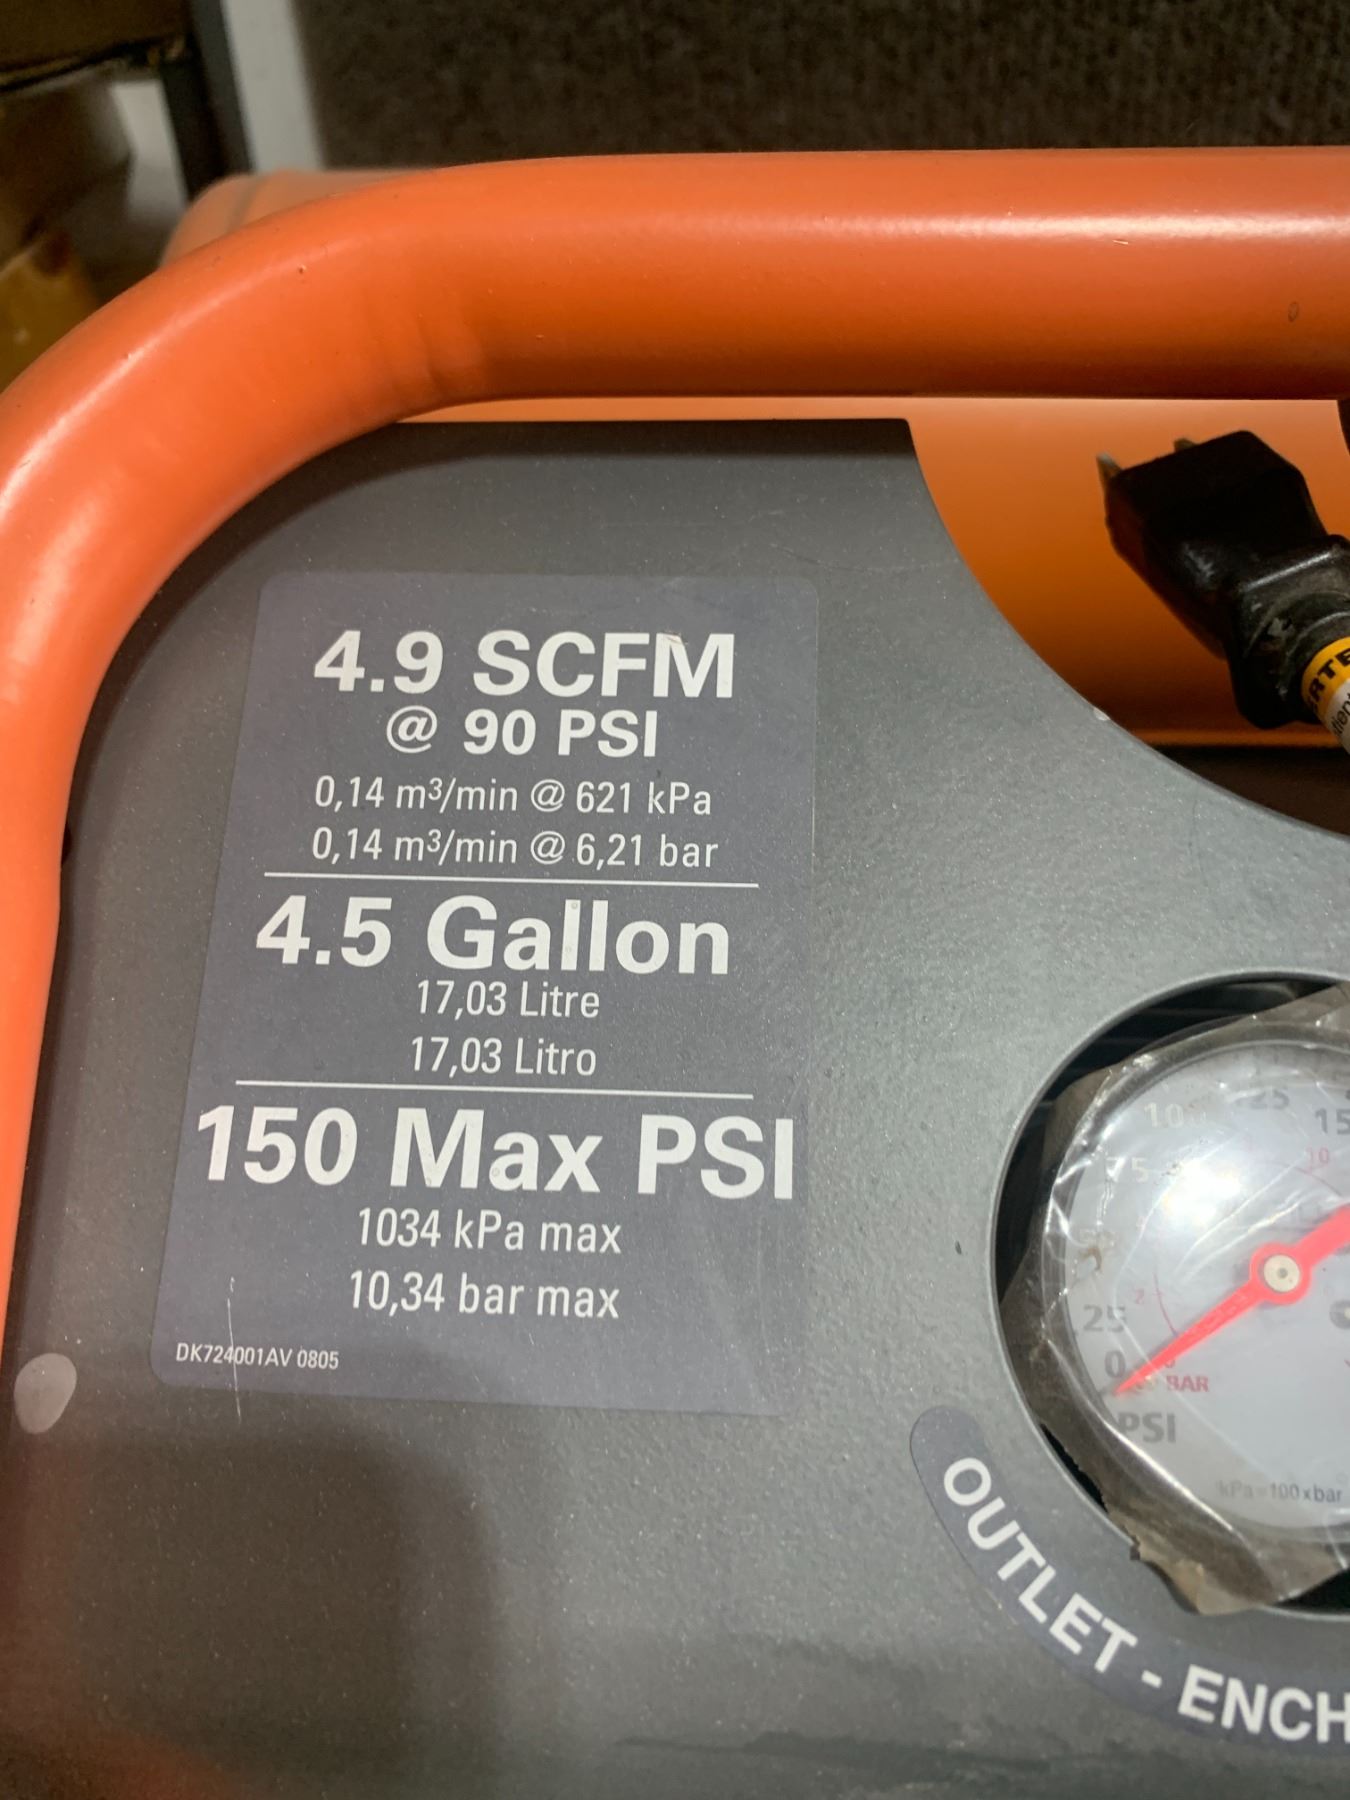 4.9 SCFM
@ 90 PSI
0,14 m³/min @ 621 kPa
0,14 m³/min @ 6,21 bar
4.5 Gallon
17,03 Litre
17,03 Litro
150 Max PSI
1034 kPa max
10,34 bar max
DK724001AV 0805
25
0
BAR
PSI
kPa=100xbar
OUTLET - ENCH